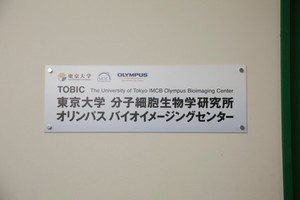 東京大学 IMCB OLYMPUS
TOBIC The University of Tokyo IMCB Olympus Bioimaging Center
東京大学 分子細胞生物学研究所
オリンパス バイオイメージングセンター